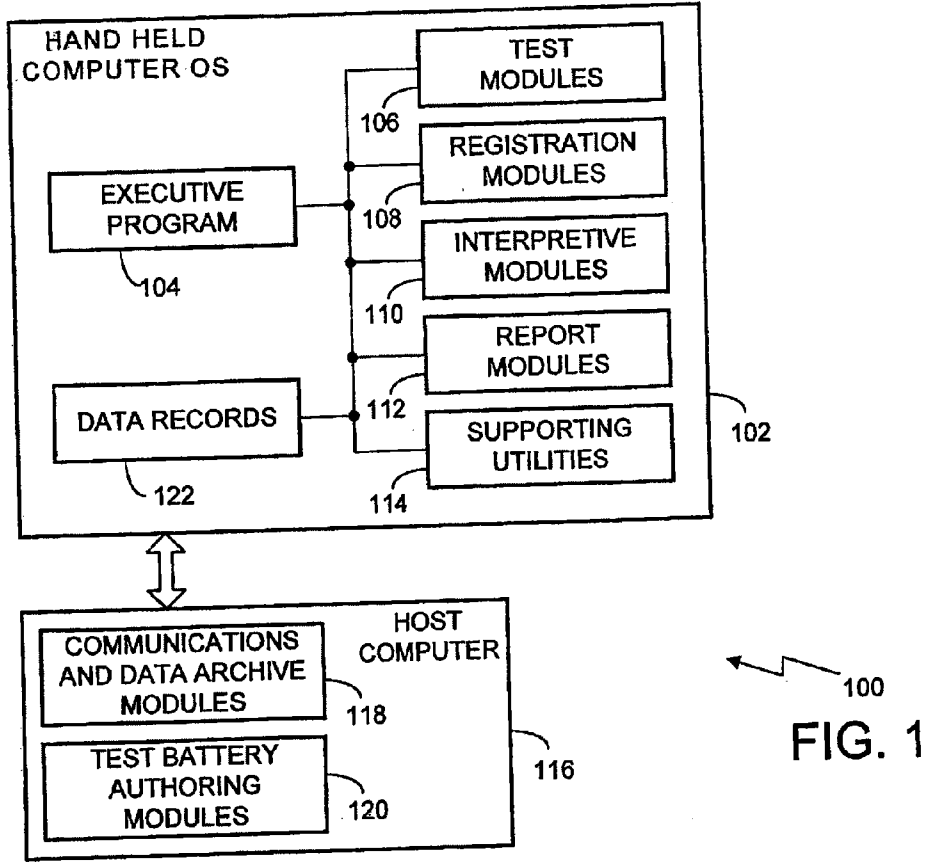 HAND HELD
COMPUTER OS
TEST
MODULES
106
REGISTRATION
MODULES
108
EXECUTIVE
PROGRAM
104
INTERPRETIVE
MODULES
110
REPORT
MODULES
112
DATA RECORDS
122
SUPPORTING
UTILITIES
114
102
HOST
COMPUTER
COMMUNICATIONS
AND DATA ARCHIVE
MODULES
118
TEST BATTERY
AUTHORING
MODULES
120
116
100
FIG. 1